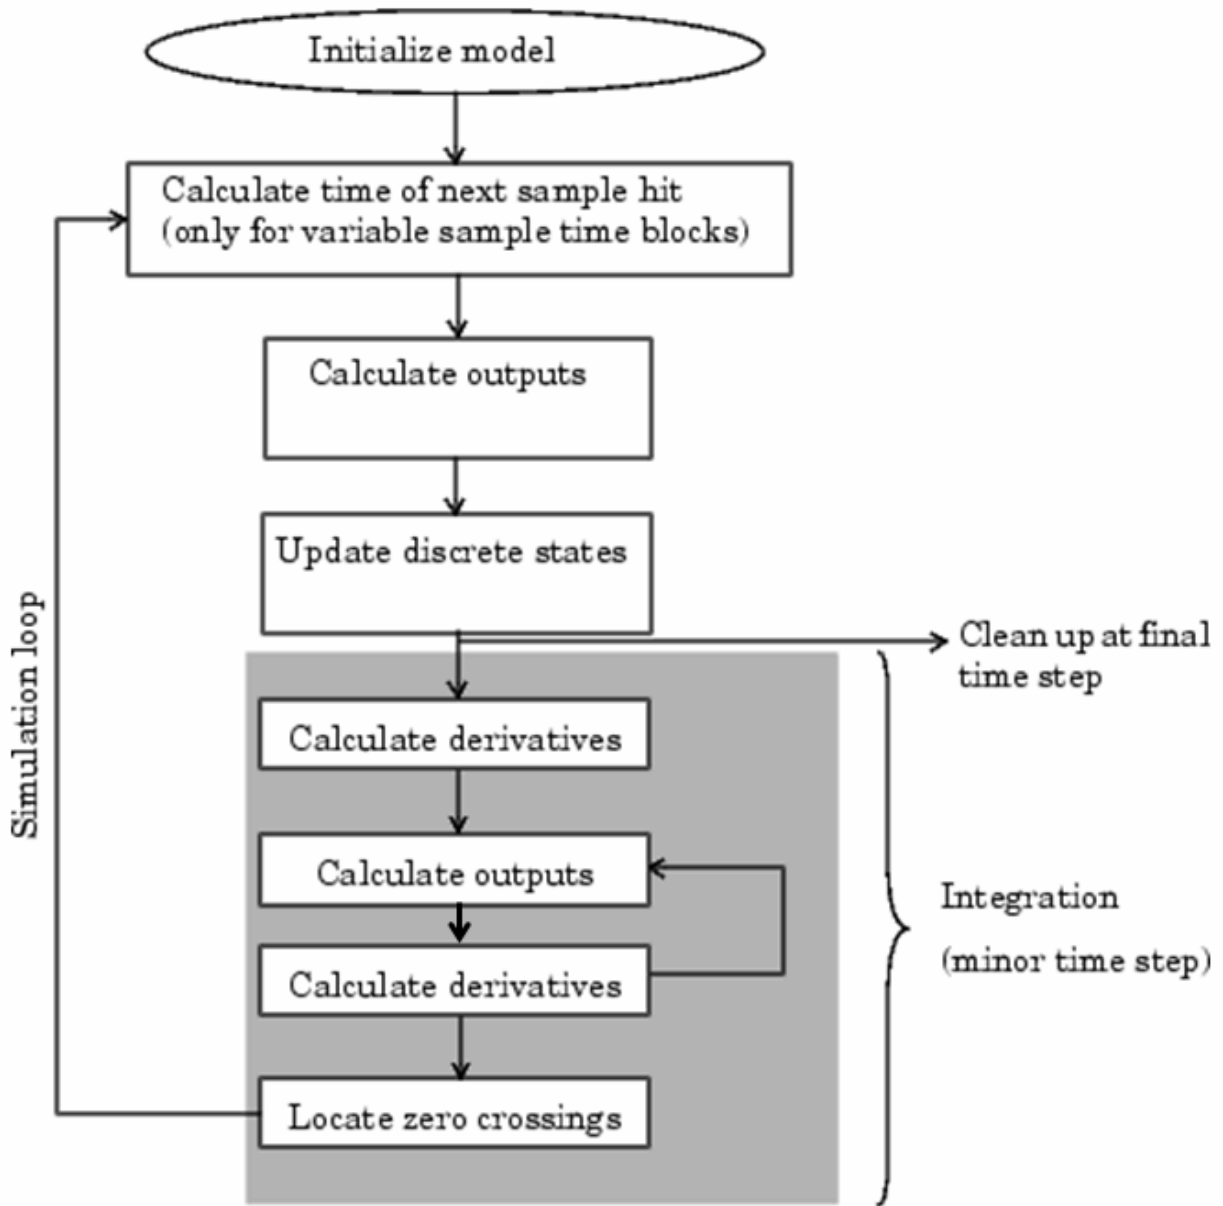 Initialize model
Calculate time of next sample hit
(only for variable sample time blocks)
Calculate outputs
Update discrete states
Clean up at final
time step
Simulation loop
Calculate derivatives
Calculate outputs
Integration
(minor time step)
Calculate derivatives
Locate zero crossings